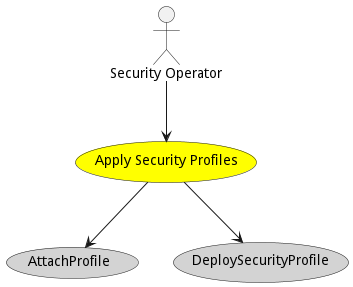 Security Operator
Apply Security Profiles
AttachProfile
DeploySecurityProfile